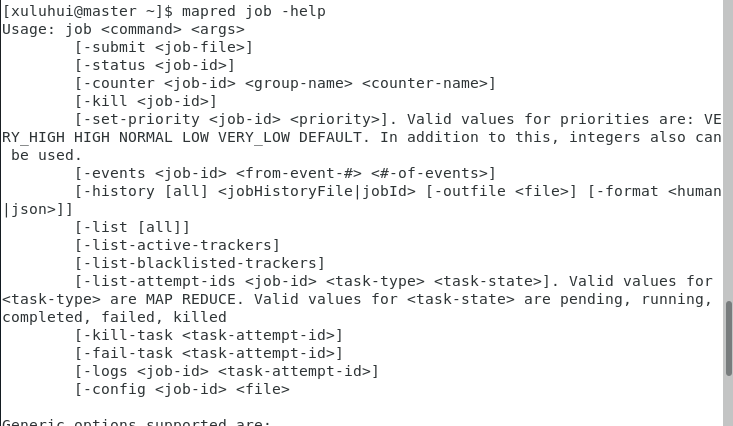 [xuluhui@master ~]$ mapred job -help
Usage: job <command> <args>
        [-submit <job-file>]
        [-status <job-id>]
        [-counter <job-id> <group-name> <counter-name>]
        [-kill <job-id>]
        [-set-priority <job-id> <priority>]. Valid values for priorities are: VE
RY_HIGH HIGH NORMAL LOW VERY_LOW DEFAULT. In addition to this, integers also can
 be used.
        [-events <job-id> <from-event-#> <#-of-events>]
        [-history [all] <jobHistoryFile|jobId> [-outfile <file>] [-format <human
|json>]]
        [-list [all]]
        [-list-active-trackers]
        [-list-blacklisted-trackers]
        [-list-attempt-ids <job-id> <task-type> <task-state>]. Valid values for 
<task-type> are MAP REDUCE. Valid values for <task-state> are pending, running, 
completed, failed, killed
        [-kill-task <task-attempt-id>]
        [-fail-task <task-attempt-id>]
        [-logs <job-id> <task-attempt-id>]
        [-config <job-id> <file>

Generic options supported are: